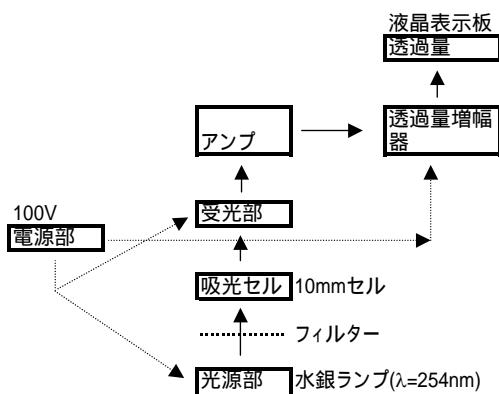 液晶表示板
透過量
アンプ
透過量増幅
器
100V
電源部
受光部
吸光セル 10mmセル
フィルター
光源部 水銀ランプ(λ=254nm)